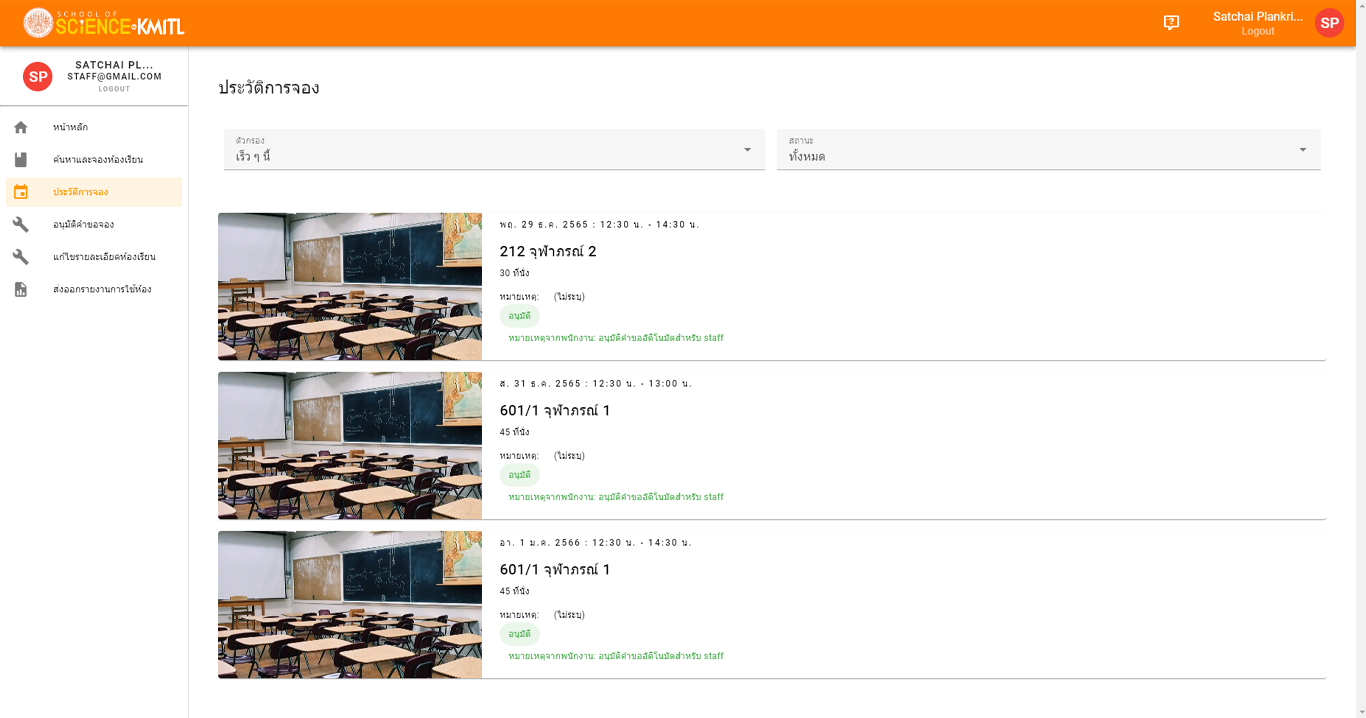 SCHOOL OF
SCIENCE KMITL
Satchai Plankri...
Logout
SP
SP
SATCHAI PL...
STAFF@GMAIL.COM
LOGOUT
หน้าหลัก
ค้นหาและจองห้องเรียน
ประวัติการจอง
อนุมัติคำขอจอง
แก้ไขรายละเอียดห้องเรียน
ส่งออกรายงานการใช้ห้อง
ประวัติการจอง
ตัวกรอง
เร็ว ๆ นี้
สถานะ
ทั้งหมด
พฤ. 29 ธ.ค. 2565 : 12:30 น. - 14:30 น.
212 จุฬาภรณ์ 2
30 ที่นั่ง
หมายเหตุ: (ไม่ระบุ)
อนุมัติ
หมายเหตุจากพนักงาน: อนุมัติคำขออัติโนมัตสำหรับ staff
ส. 31 ธ.ค. 2565 : 12:30 น. - 13:00 น.
601/1 จุฬาภรณ์ 1
45 ที่นั่ง
หมายเหตุ: (ไม่ระบุ)
อนุมัติ
หมายเหตุจากพนักงาน: อนุมัติคำขออัติโนมัตสำหรับ staff
อา. 1 ม.ค. 2566 : 12:30 น. - 14:30 น.
601/1 จุฬาภรณ์ 1
45 ที่นั่ง
หมายเหตุ: (ไม่ระบุ)
อนุมัติ
หมายเหตุจากพนักงาน: อนุมัติคำขออัติโนมัตสำหรับ staff